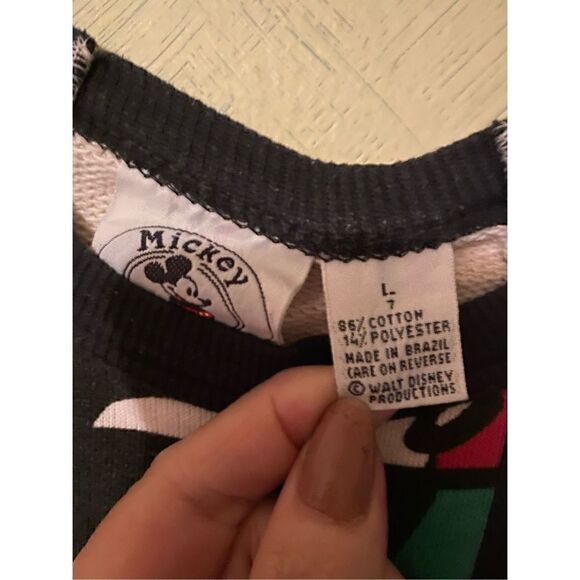 Mickey
L
7
86% COTTON
14% POLYESTER
MADE IN BRAZIL
CARE ON REVERSE
© WALT DISNEY
PRODUCTIONS